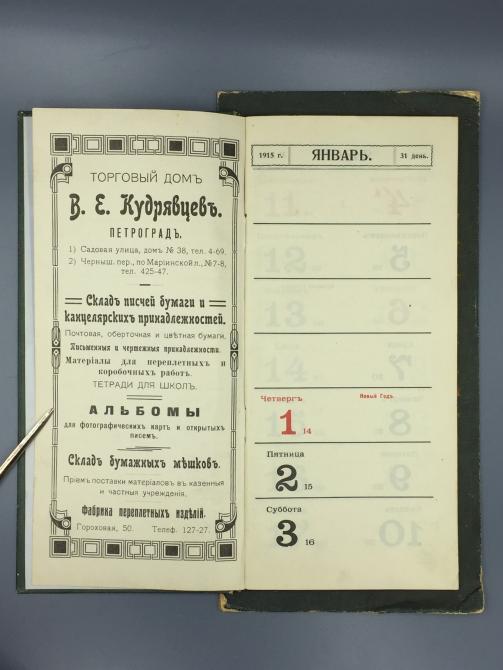 ТОРГОВЫЙ ДОМЪ
В. Е. Кудрявцевъ.
ПЕТРОГРАДЪ.
1) Садовая улица, домъ № 38, тел. 4-69.
2) Черныш. пер., по Маріинской л., №7-8,
тел. 425-47.
Складъ писчей бумаги и
канцелярскихъ принадлежностей.
Почтовая, оберточная и цвѣтная бумаги.
Письменныя и чертежныя принадлежности.
Матеріалы для переплетныхъ и
коробочныхъ работъ.
ТЕТРАДИ ДЛЯ ШКОЛЪ.
АЛЬБОМЫ
для фотографическихъ картъ и открытыхъ
писемъ.
Складъ бумажныхъ мѣшковъ.
Пріемъ поставки матеріаловъ въ казенныя
и частныя учрежденія.
Фабрика переплетныхъ издѣлій.
Гороховая, 50. Телеф. 127-27.
1915 г. ЯНВАРЬ. 31 день.
Четвергъ Новый Годъ.
1 14
Пятница
2 15
Суббота
3 16